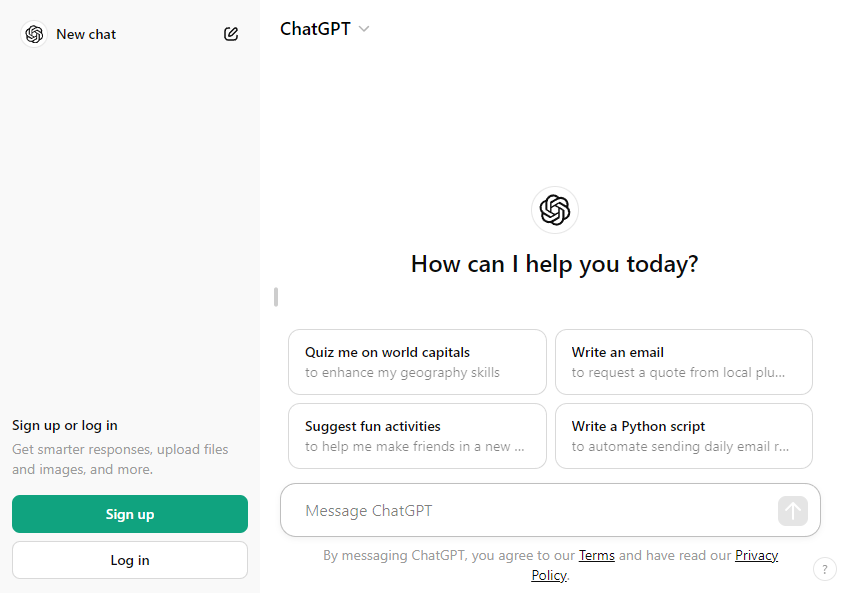 New chat
ChatGPT
How can I help you today?
Quiz me on world capitals
to enhance my geography skills
Write an email
to request a quote from local plu...
Suggest fun activities
to help me make friends in a new ...
Write a Python script
to automate sending daily email r...
Sign up or log in
Get smarter responses, upload files
and images, and more.
Sign up
Log in
Message ChatGPT
By messaging ChatGPT, you agree to our Terms and have read our Privacy
Policy.
?